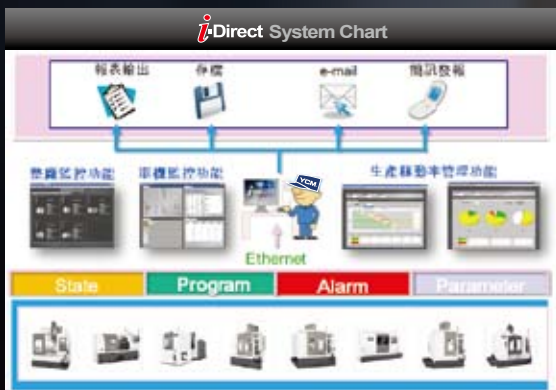 i-Direct System Chart
報表輸出 存檔 e-mail 簡訊發報
整廠監控功能 單機監控功能 生產稼動率管理功能
YCM
Ethernet
State Program Alarm Parameter